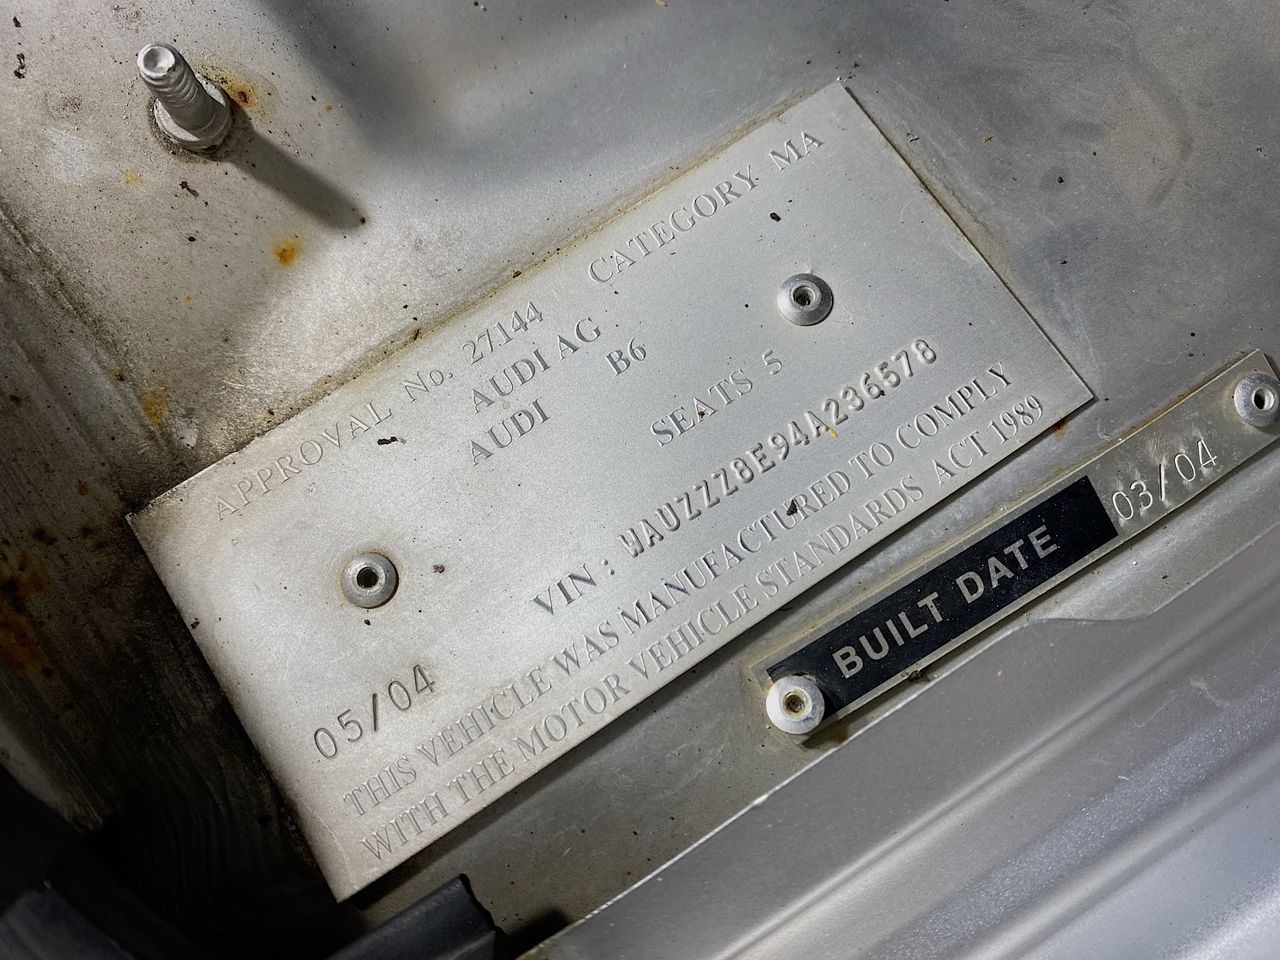 APPROVAL No. 27144 CATEGORY MA
AUDI AG
AUDI B6
SEATS 5
VIN : WAUZZZ8E94A236578
05/04
THIS VEHICLE WAS MANUFACTURED TO COMPLY
WITH THE MOTOR VEHICLE STANDARDS ACT 1989
BUILT DATE 03/04